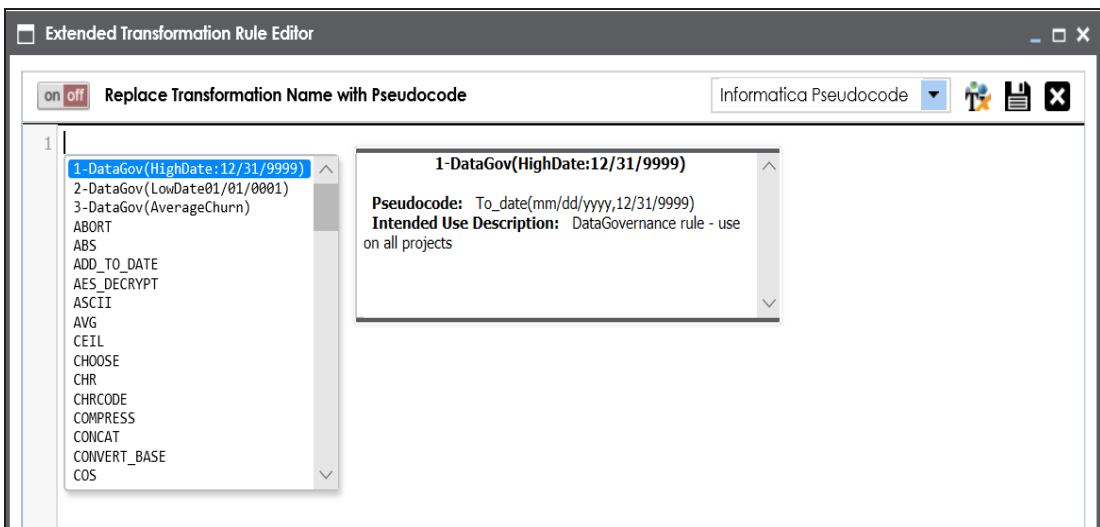 Extended Transformation Rule Editor
on off Replace Transformation Name with Pseudocode Informatica Pseudocode
1
1-DataGov(HighDate:12/31/9999)
2-DataGov(LowDate01/01/0001)
3-DataGov(AverageChurn)
ABORT
ABS
ADD_TO_DATE
AES_DECRYPT
ASCII
AVG
CEIL
CHOOSE
CHR
CHRCODE
COMPRESS
CONCAT
CONVERT_BASE
COS
1-DataGov(HighDate:12/31/9999)
Pseudocode: To_date(mm/dd/yyyy,12/31/9999)
Intended Use Description: DataGovernance rule - use
on all projects